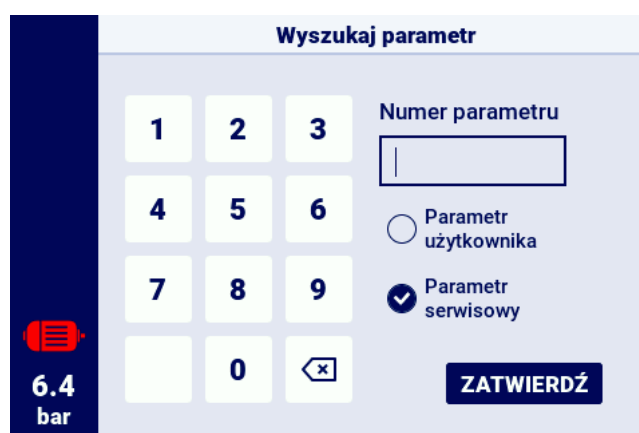 Wyszukaj parametr
1 2 3
4 5 6
7 8 9
0
Numer parametru
Parametr
użytkownika
Parametr
serwisowy
ZATWIERDŹ
6.4
bar